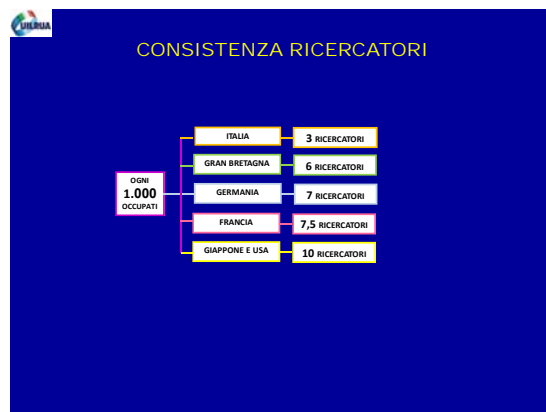 UILRUA
CONSISTENZA RICERCATORI
OGNI
1.000
OCCUPATI
ITALIA
3 RICERCATORI
GRAN BRETAGNA
6 RICERCATORI
GERMANIA
7 RICERCATORI
FRANCIA
7,5 RICERCATORI
GIAPPONE E USA
10 RICERCATORI